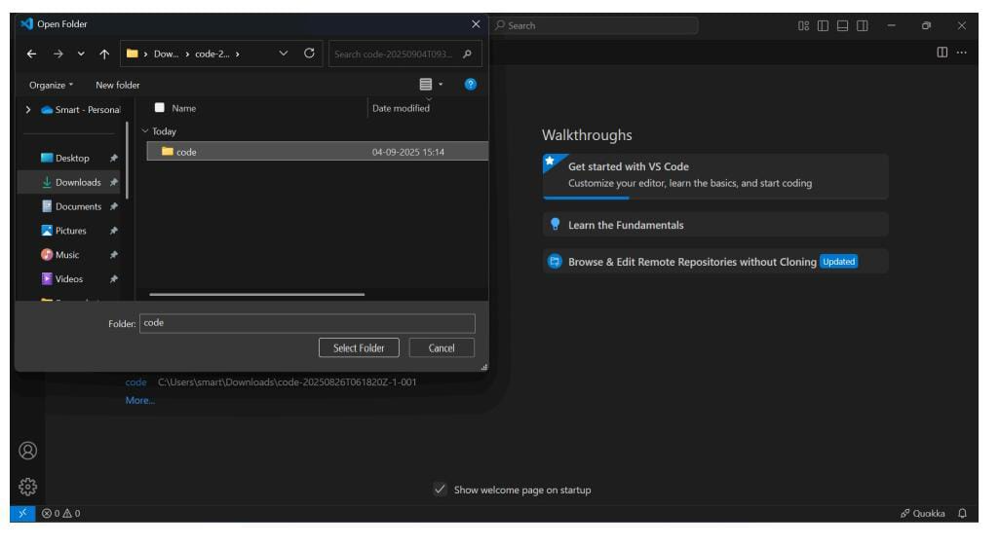 Open Folder
Search
Dow... › code-2... ›
Search code-20250904T093...
Organize
New folder
Smart - Personal
Name
Date modified
Today
code
04-09-2025 15:14
Desktop
Downloads
Documents
Pictures
Music
Videos
Folder:
code
Select Folder
Cancel
code C:\Users\smart\Downloads\code-20250826T061820Z-1-001
More...
Walkthroughs
Get started with VS Code
Customize your editor, learn the basics, and start coding
Learn the Fundamentals
Browse & Edit Remote Repositories without Cloning Updated
Show welcome page on startup
0 0
Quokka